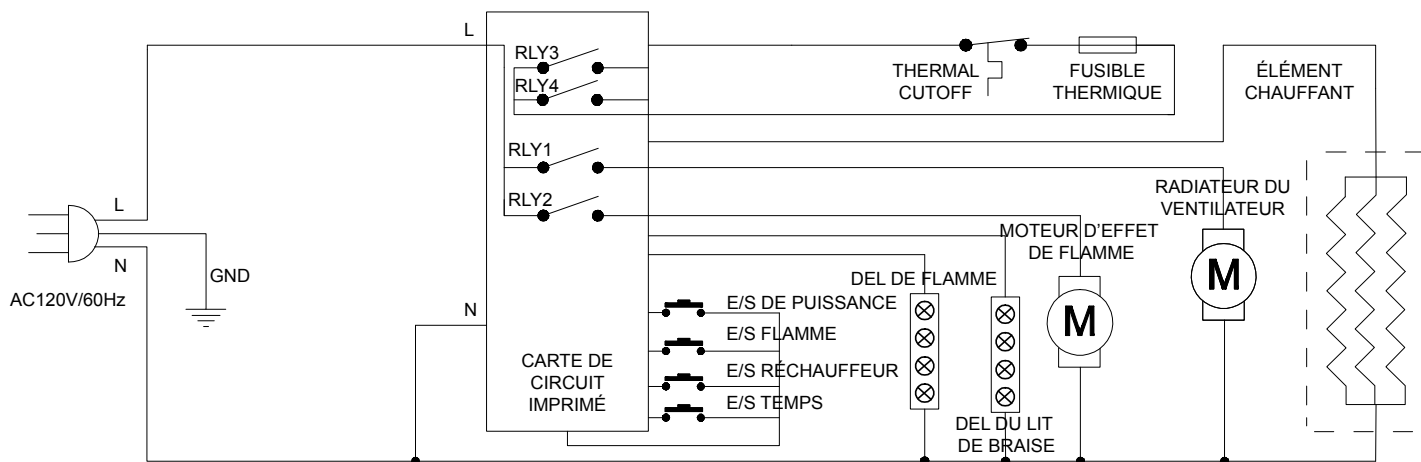 L
RLY3
RLY4
THERMAL
CUTOFF
FUSIBLE
THERMIQUE
ÉLÉMENT
CHAUFFANT
RLY1
RLY2
RADIATEUR DU
VENTILATEUR
L
N
GND
AC120V/60Hz
MOTEUR D'EFFET
DE FLAMME
M
M
DEL DE FLAMME
N
E/S DE PUISSANCE
E/S FLAMME
E/S RÉCHAUFFEUR
E/S TEMPS
CARTE DE
CIRCUIT
IMPRIMÉ
DEL DU LIT
DE BRAISE